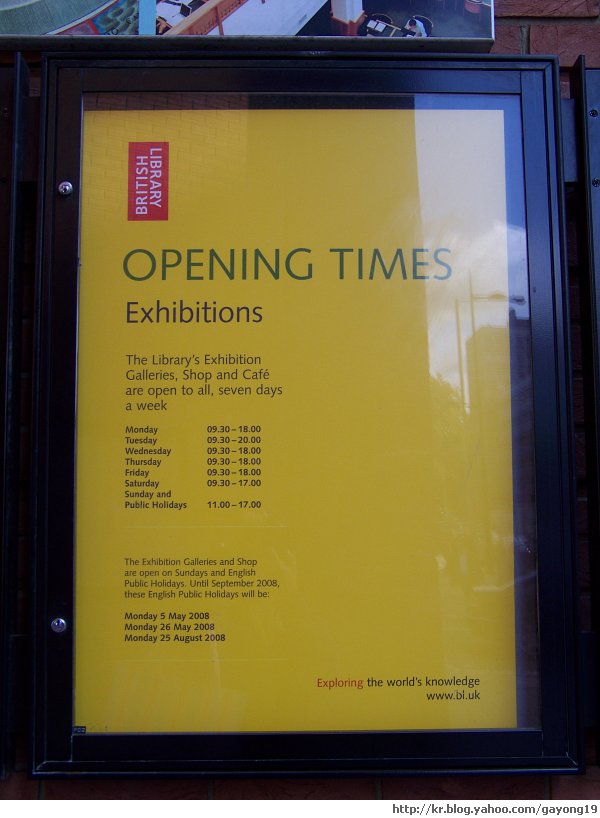 BRITISH
LIBRARY
OPENING TIMES
Exhibitions
The Library's Exhibition
Galleries, Shop and Café
are open to all, seven days
a week
Monday 09.30 – 18.00
Tuesday 09.30 – 20.00
Wednesday 09.30 – 18.00
Thursday 09.30 – 18.00
Friday 09.30 – 18.00
Saturday 09.30 – 17.00
Sunday and
Public Holidays 11.00 – 17.00
The Exhibition Galleries and Shop
are open on Sundays and English
Public Holidays. Until September 2008,
these English Public Holidays will be:
Monday 5 May 2008
Monday 26 May 2008
Monday 25 August 2008
Exploring the world's knowledge
www.bl.uk
http://kr.blog.yahoo.com/gayong19